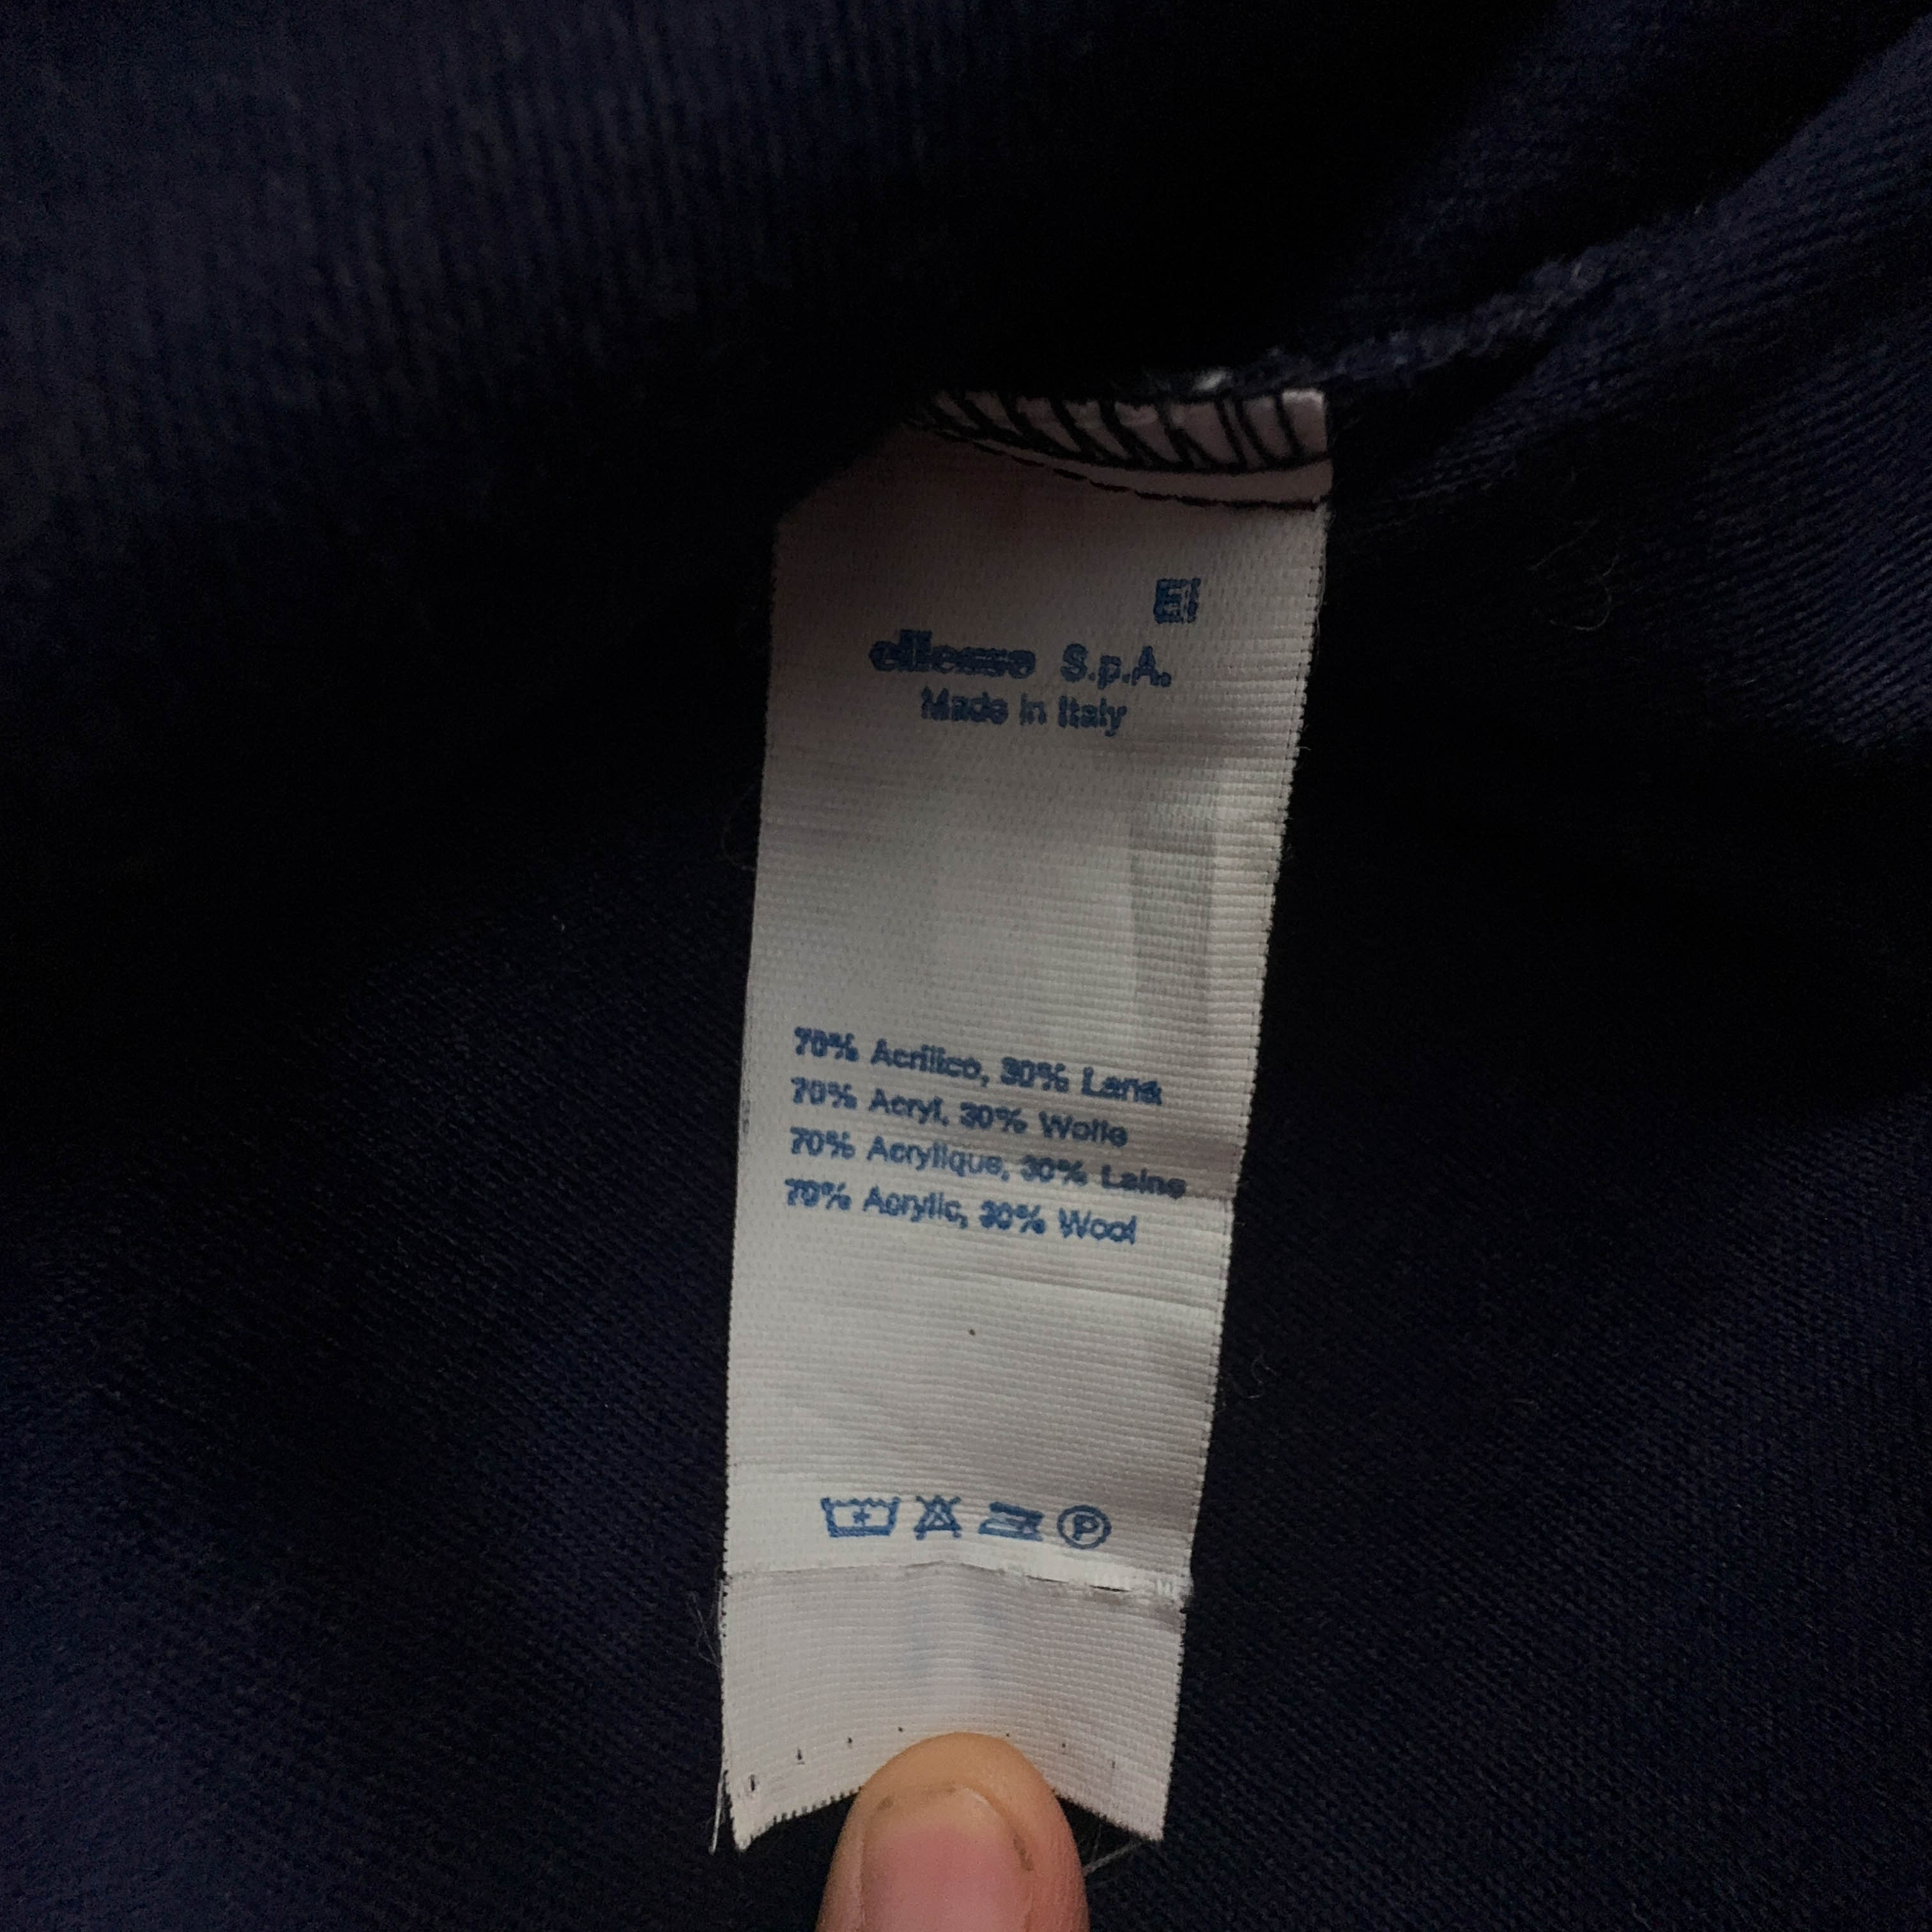 E
ellesse S.p.A.
Made in Italy
70% Acrilico, 30% Lana
70% Acryl, 30% Wolle
70% Acrylique, 30% Laine
70% Acrylic, 30% Wool
P